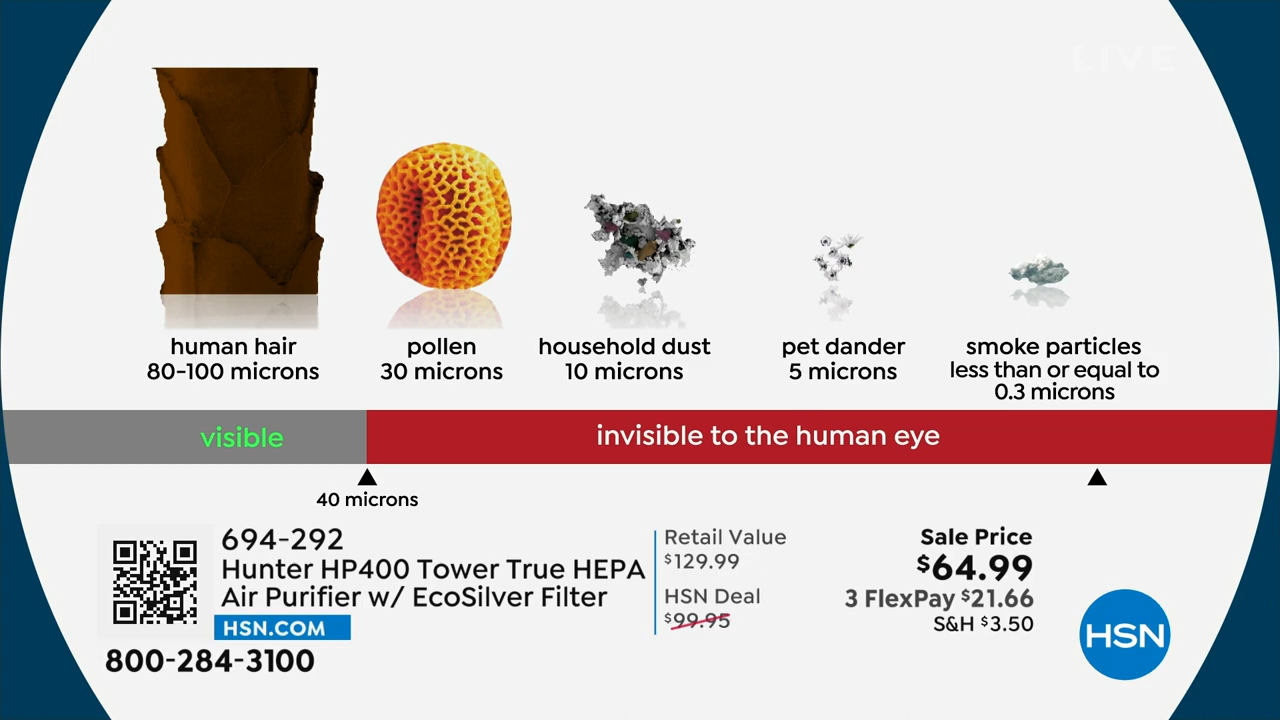 LIVE
human hair
80-100 microns
pollen
30 microns
household dust
10 microns
pet dander
5 microns
smoke particles
less than or equal to
0.3 microns
visible
invisible to the human eye
40 microns
694-292
Hunter HP400 Tower True HEPA
Air Purifier w/ EcoSilver Filter
HSN.COM
800-284-3100
Retail Value
$129.99
HSN Deal
$99.95
Sale Price
$64.99
3 FlexPay $21.66
S&H $3.50
HSN